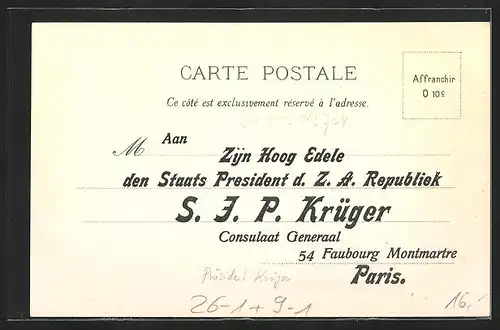 CARTE POSTALE
Ce côté est exclusivement réservé à l'adresse.
Affranchir
0 10c
M Aan
Zijn Hoog Edele
den Staats President d. Z. A. Republiek
S. J. P. Krüger
Consulaat Generaal
54 Faubourg Montmartre
Paris.
Präsident Krüger
26-1+9-1
16,-